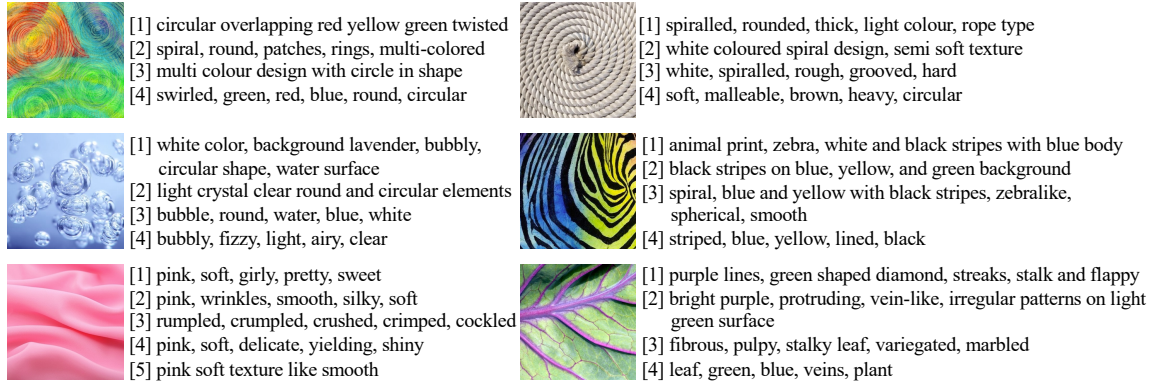 [1] circular overlapping red yellow green twisted
[2] spiral, round, patches, rings, multi-colored
[3] multi colour design with circle in shape
[4] swirled, green, red, blue, round, circular
[1] spiralled, rounded, thick, light colour, rope type
[2] white coloured spiral design, semi soft texture
[3] white, spiralled, rough, grooved, hard
[4] soft, malleable, brown, heavy, circular
[1] white color, background lavender, bubbly,
circular shape, water surface
[2] light crystal clear round and circular elements
[3] bubble, round, water, blue, white
[4] bubbly, fizzy, light, airy, clear
[1] animal print, zebra, white and black stripes with blue body
[2] black stripes on blue, yellow, and green background
[3] spiral, blue and yellow with black stripes, zebralike,
spherical, smooth
[4] striped, blue, yellow, lined, black
[1] pink, soft, girly, pretty, sweet
[2] pink, wrinkles, smooth, silky, soft
[3] rumpled, crumpled, crushed, crimped, cockled
[4] pink, soft, delicate, yielding, shiny
[5] pink soft texture like smooth
[1] purple lines, green shaped diamond, streaks, stalk and flappy
[2] bright purple, protruding, vein-like, irregular patterns on light
green surface
[3] fibrous, pulpy, stalky leaf, variegated, marbled
[4] leaf, green, blue, veins, plant